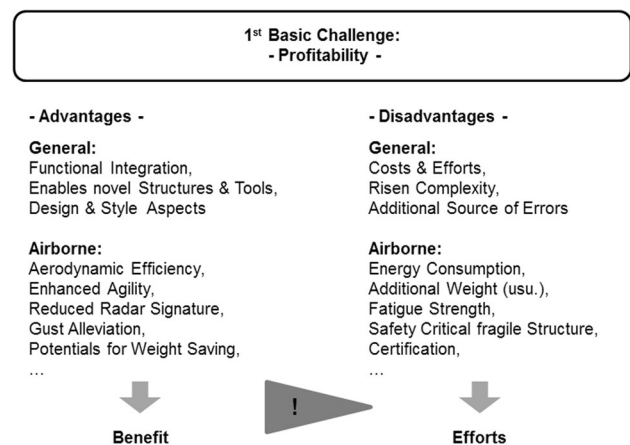 1st Basic Challenge:
- Profitability -
- Advantages -
General:
Functional Integration,
Enables novel Structures & Tools,
Design & Style Aspects
Airborne:
Aerodynamic Efficiency,
Enhanced Agility,
Reduced Radar Signature,
Gust Alleviation,
Potentials for Weight Saving,
...
Benefit
!
- Disadvantages -
General:
Costs & Efforts,
Risen Complexity,
Additional Source of Errors
Airborne:
Energy Consumption,
Additional Weight (usu.),
Fatigue Strength,
Safety Critical fragile Structure,
Certification,
...
Efforts